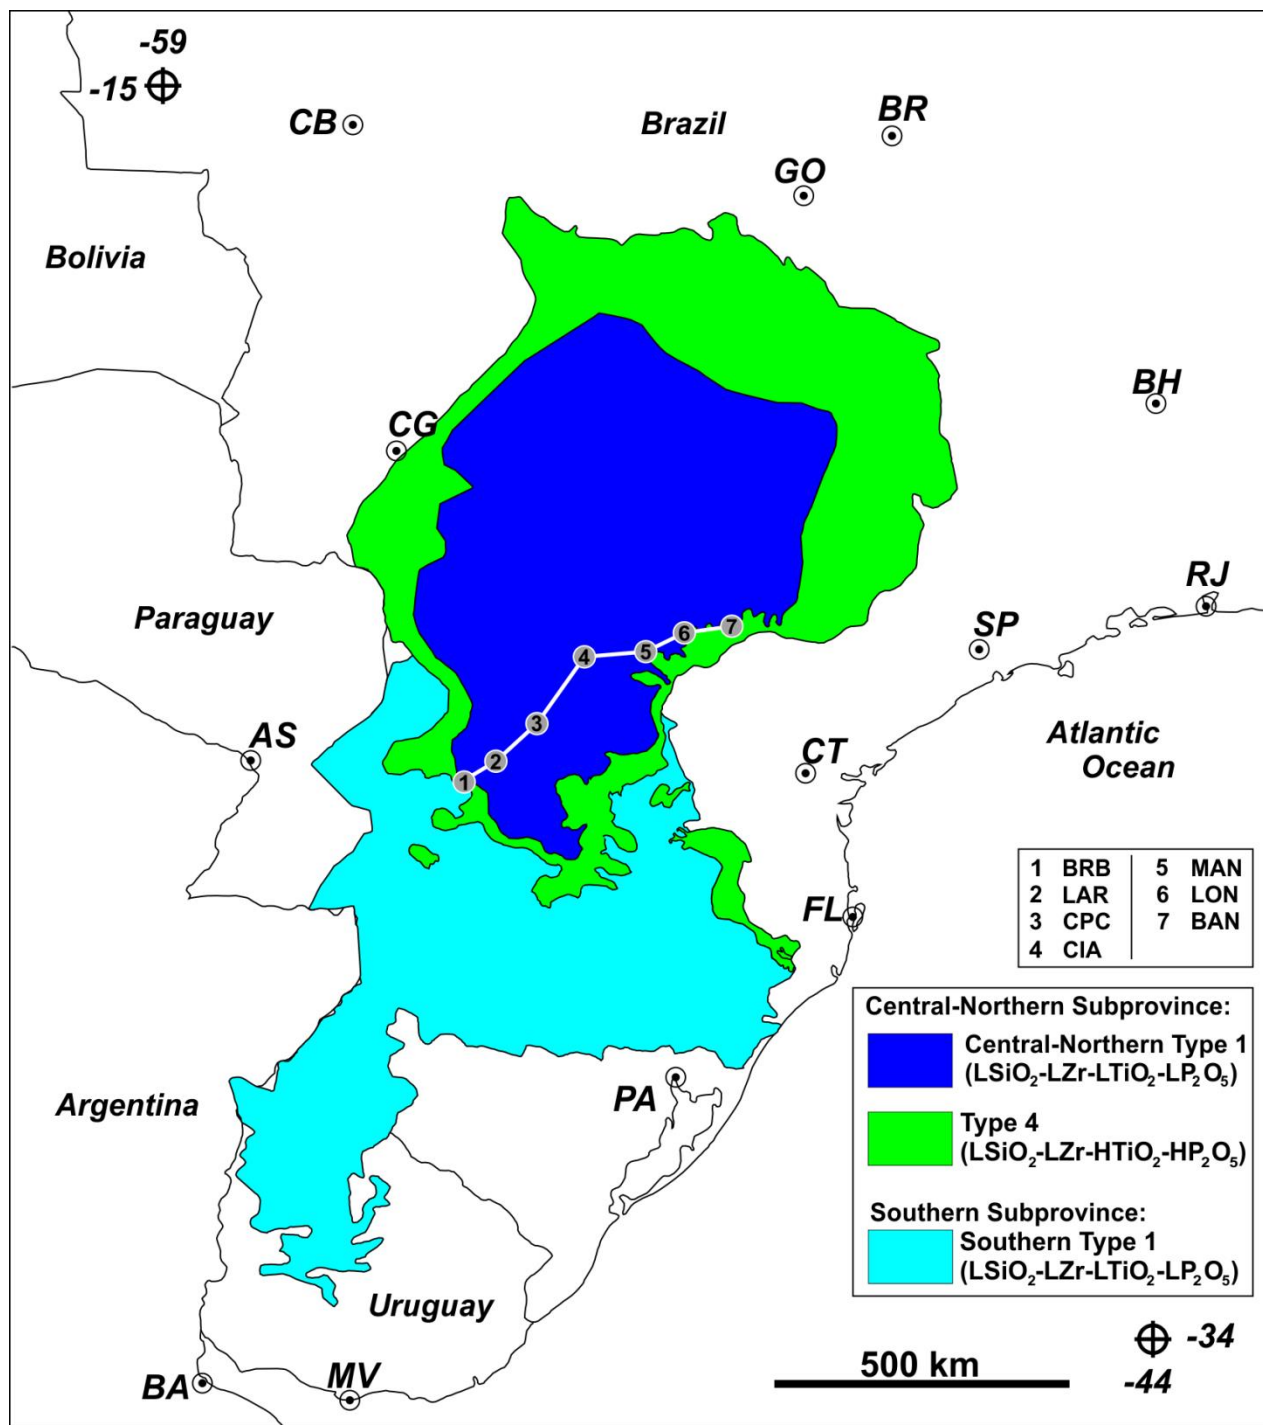 -59
-15
CB
Brazil
BR
GO
Bolivia
BH
CG
RJ
Paraguay
SP
7
6
5
4
3
2
1
AS
CT
Atlantic
Ocean
FL
1 BRB 5 MAN
2 LAR 6 LON
3 CPC 7 BAN
4 CIA
Central-Northern Subprovince:
Central-Northern Type 1
(LSiO₂-LZr-LTiO₂-LP₂O₅)
Type 4
(LSiO₂-LZr-HTiO₂-HP₂O₅)
Southern Subprovince:
Southern Type 1
(LSiO₂-LZr-LTiO₂-LP₂O₅)
Argentina
PA
Uruguay
BA
MV
500 km
-34
-44